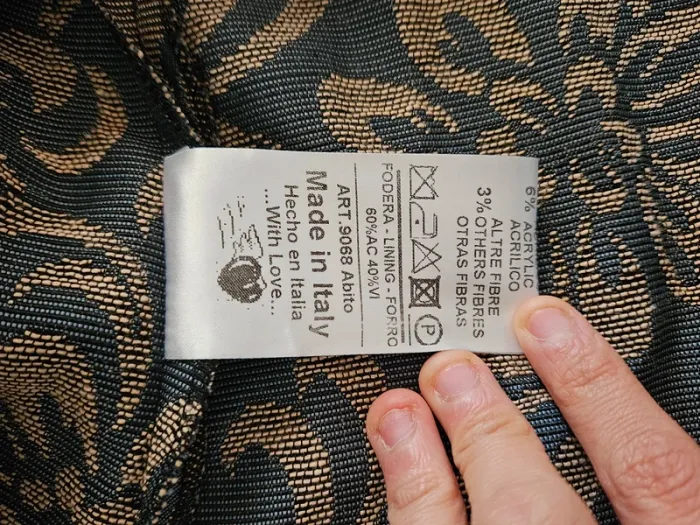 6% ACRYLIC
ACRILICO
ALTRE FIBRE
3% OTHERS FIBRES
OTRAS FIBRAS
P
FODERA - LINING - FORRO
60%AC 40%VI
ART.9068 Abito
Made in Italy
Hecho en Italia
...With Love...